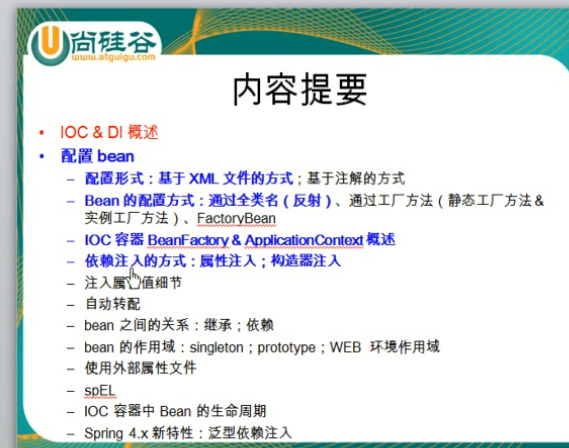 尚硅谷
www.atguigu.com
内容提要
• IOC & DI 概述
• 配置 bean
– 配置形式：基于 XML 文件的方式；基于注解的方式
– Bean 的配置方式：通过全类名（反射）、通过工厂方法（静态工厂方法 &
实例工厂方法）、FactoryBean
– IOC 容器 BeanFactory & ApplicationContext 概述
– 依赖注入的方式：属性注入；构造器注入
– 注入属性值细节
– 自动转配
– bean 之间的关系：继承；依赖
– bean 的作用域：singleton；prototype；WEB 环境作用域
– 使用外部属性文件
– spEL
– IOC 容器中 Bean 的生命周期
– Spring 4.x 新特性：泛型依赖注入